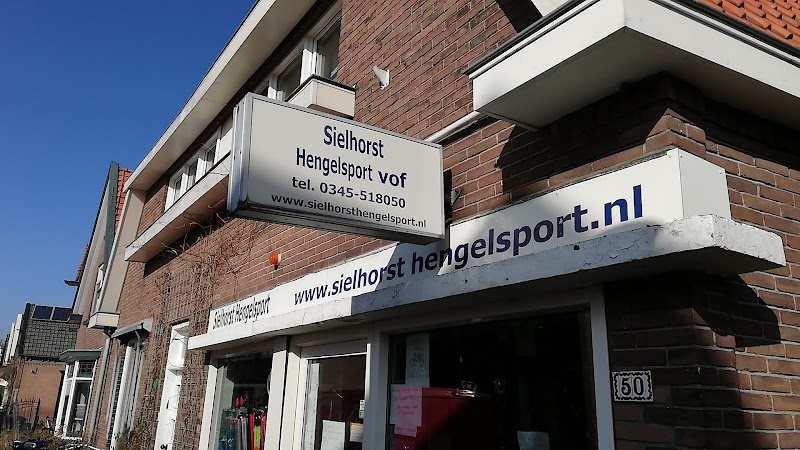 Sielhorst
Hengelsport vof
tel. 0345-518050
www.sielhorsthengelsport.nl
Sielhorst Hengelsport www.sielhorst hengelsport.nl
50